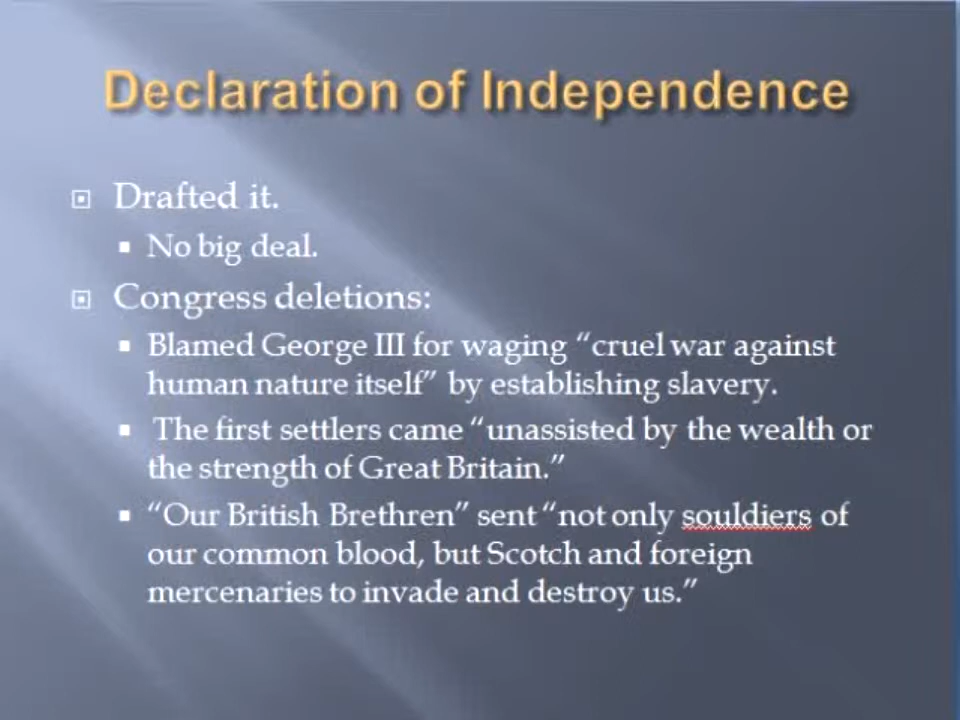 Declaration of Independence
Drafted it.
No big deal.
Congress deletions:
Blamed George III for waging “cruel war against
human nature itself” by establishing slavery.
The first settlers came “unassisted by the wealth or
the strength of Great Britain.”
“Our British Brethren” sent “not only souldiers of
our common blood, but Scotch and foreign
mercenaries to invade and destroy us.”